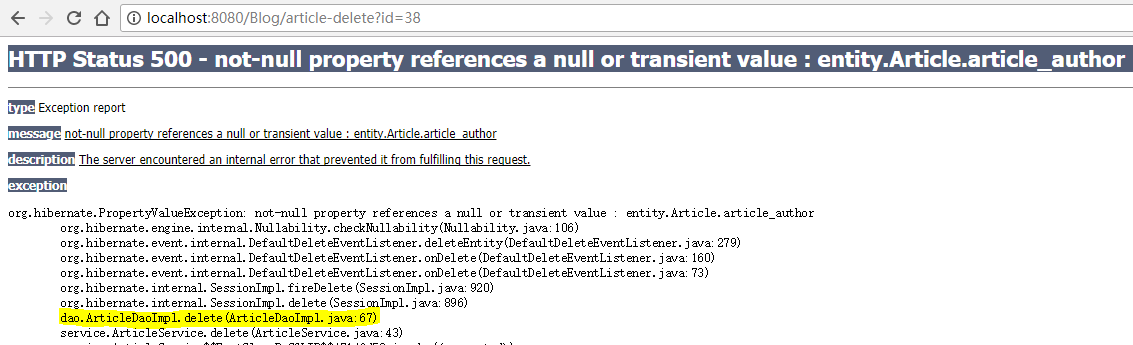 localhost:8080/Blog/article-delete?id=38
HTTP Status 500 - not-null property references a null or transient value : entity.Article.article_author
type Exception report
message not-null property references a null or transient value : entity.Article.article_author
description The server encountered an internal error that prevented it from fulfilling this request.
exception
org.hibernate.PropertyValueException: not-null property references a null or transient value : entity.Article.article_author
org.hibernate.engine.internal.Nullability.checkNullability(Nullability.java:106)
org.hibernate.event.internal.DefaultDeleteEventListener.deleteEntity(DefaultDeleteEventListener.java:279)
org.hibernate.event.internal.DefaultDeleteEventListener.onDelete(DefaultDeleteEventListener.java:160)
org.hibernate.event.internal.DefaultDeleteEventListener.onDelete(DefaultDeleteEventListener.java:73)
org.hibernate.internal.SessionImpl.fireDelete(SessionImpl.java:920)
org.hibernate.internal.SessionImpl.delete(SessionImpl.java:896)
dao.ArticleDaoImpl.delete(ArticleDaoImpl.java:67)
service.ArticleService.delete(ArticleService.java:43)